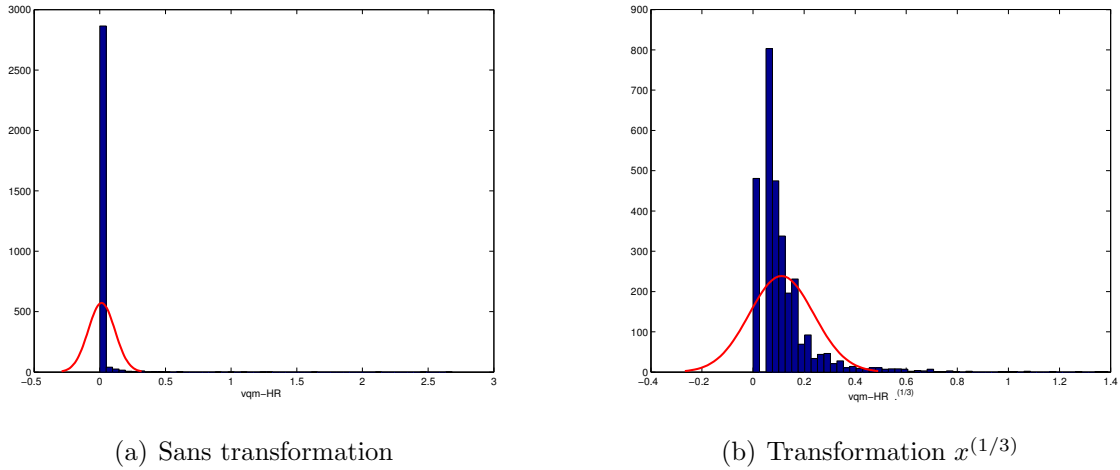 3000
2500
2000
1500
1000
500
0
−0.5 0 0.5 1 1.5 2 2.5 3
vqm−HR
(a) Sans transformation
900
800
700
600
500
400
300
200
100
0
−0.4 −0.2 0 0.2 0.4 0.6 0.8 1 1.2 1.4
vqm−HR .^(1/3)
(b) Transformation x^(1/3)